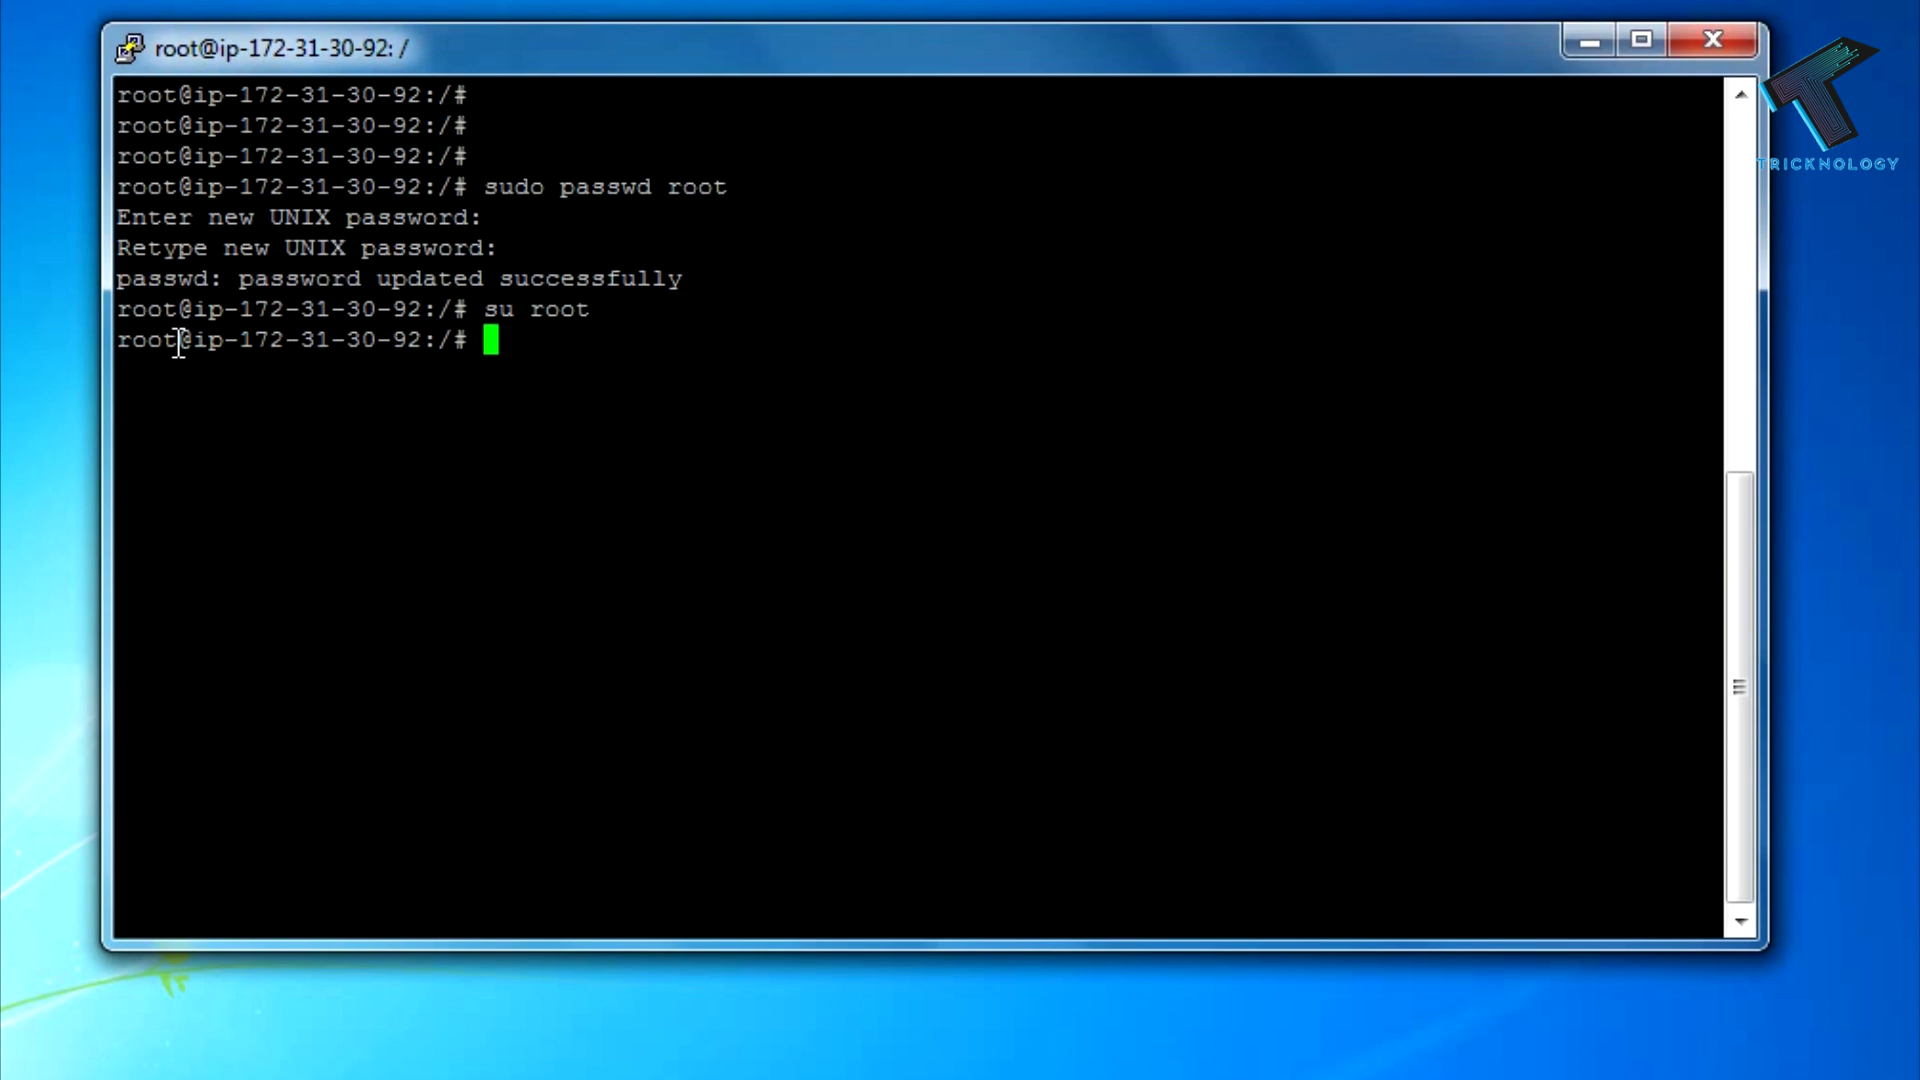 root@ip-172-31-30-92: /
root@ip-172-31-30-92:/#
root@ip-172-31-30-92:/#
root@ip-172-31-30-92:/#
root@ip-172-31-30-92:/# sudo passwd root
Enter new UNIX password:
Retype new UNIX password:
passwd: password updated successfully
root@ip-172-31-30-92:/# su root
root@ip-172-31-30-92:/#
TRICKNOLOGY